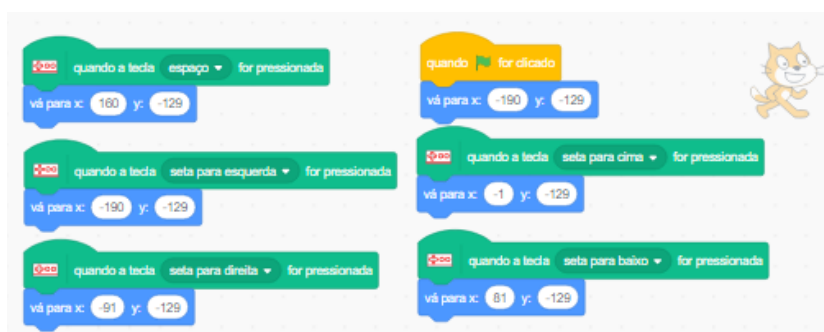 quando a tecla espaço for pressionada
vá para x: 160 y: -129
quando a tecla seta para esquerda for pressionada
vá para x: -190 y: -129
quando a tecla seta para direita for pressionada
vá para x: -91 y: -129
quando for clicado
vá para x: -190 y: -129
quando a tecla seta para cima for pressionada
vá para x: -1 y: -129
quando a tecla seta para baixo for pressionada
vá para x: 81 y: -129